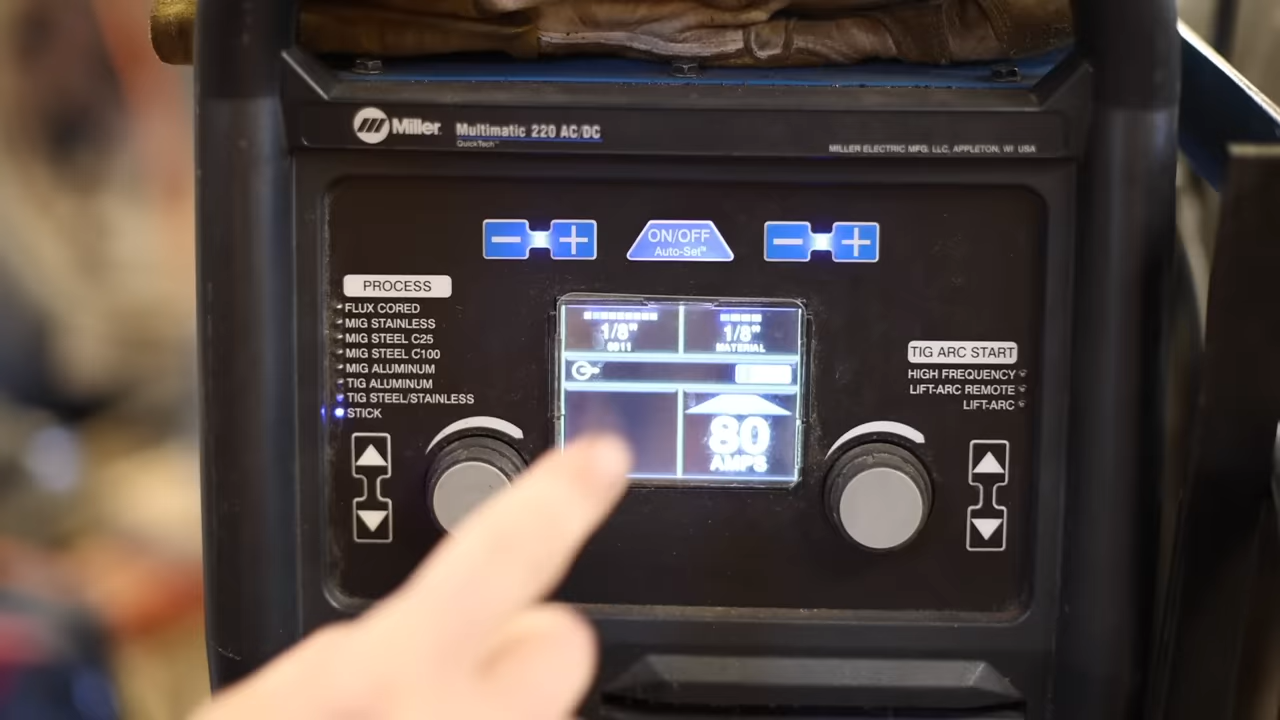 Miller
Multimatic 220 AC/DC
QuickTech™
MILLER ELECTRIC MFG. LLC, APPLETON, WI USA
ON/OFF
Auto-Set™
PROCESS
FLUX CORED
MIG STAINLESS
MIG STEEL C25
MIG STEEL C100
MIG ALUMINUM
TIG ALUMINUM
TIG STEEL/STAINLESS
STICK
1/8"
6011
1/8"
MATERIAL
80
AMPS
TIG ARC START
HIGH FREQUENCY
LIFT-ARC REMOTE
LIFT-ARC